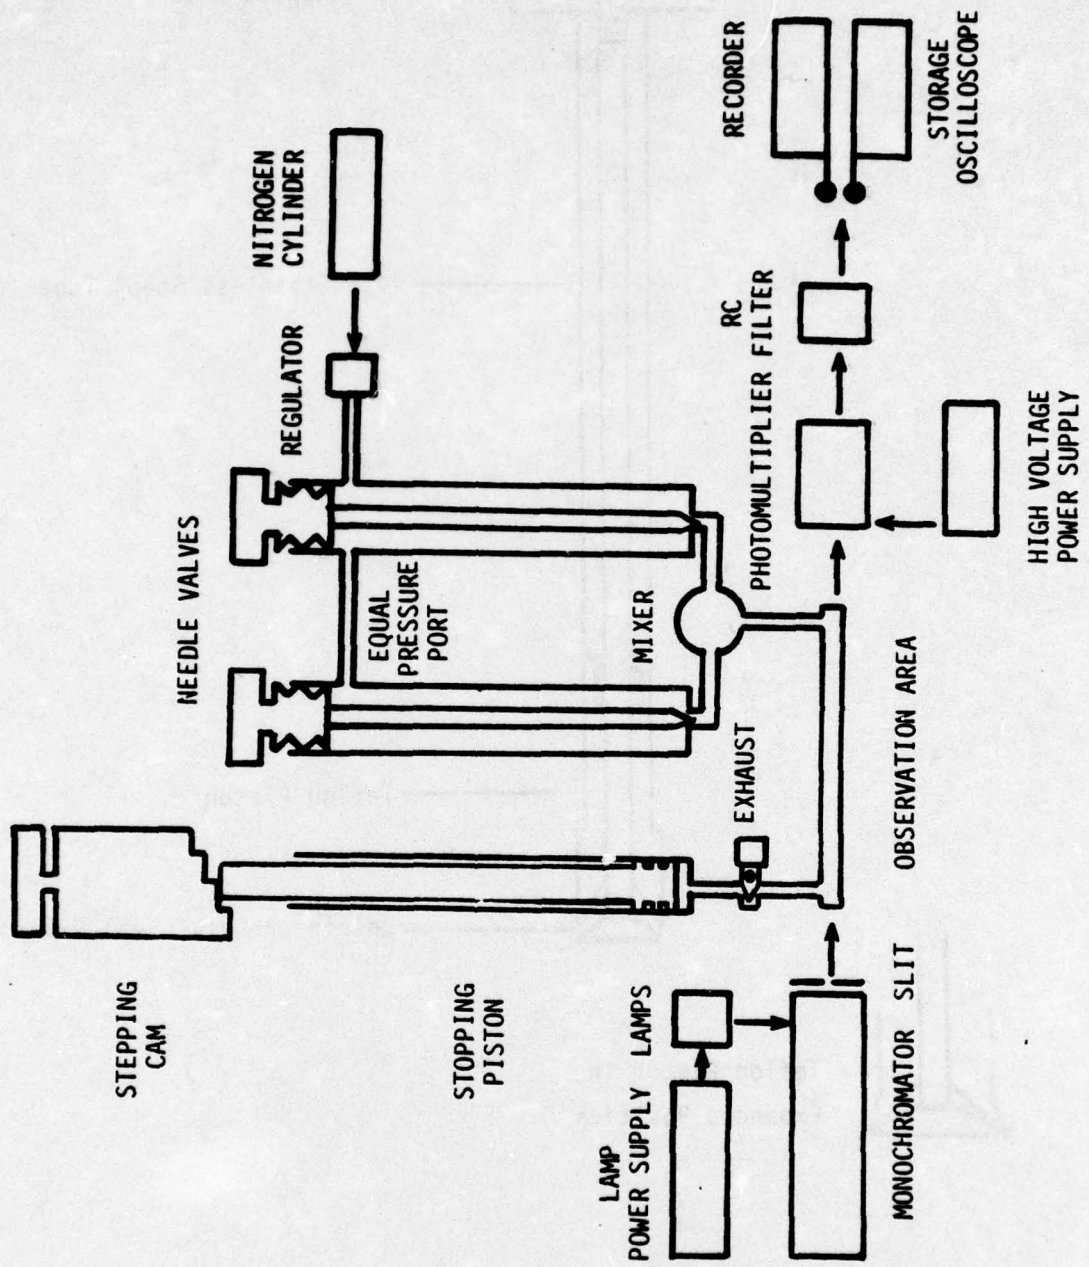 STEPPING
CAM
STOPPING
PISTON
NEEDLE VALVES
EQUAL
PRESSURE
PORT
REGULATOR
NITROGEN
CYLINDER
MIXER
EXHAUST
LAMP
POWER SUPPLY
LAMPS
MONOCHROMATOR
SLIT
OBSERVATION AREA
PHOTOMULTIPLIER
RC
FILTER
HIGH VOLTAGE
POWER SUPPLY
RECORDER
STORAGE
OSCILLOSCOPE